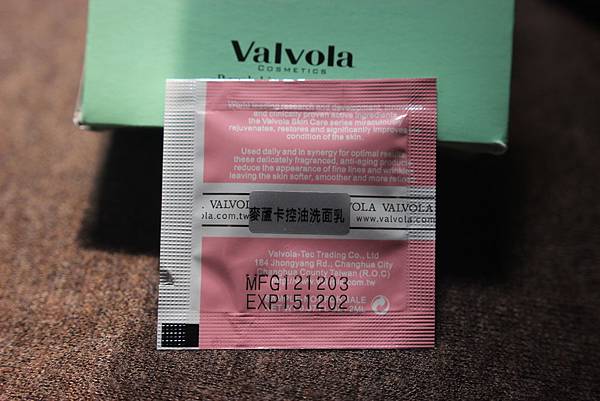 Valvola
COSMETICS
World leading research and development,
and clinically proven active ingredients
the Valvola Skin Care series miraculously
rejuvenates, restores and significantly improves
condition of the skin.
Used daily and in synergy for optimal
these delicately fragranced, anti-aging products
reduce the appearance of fine lines and wrinkles
leaving the skin softer, smoother and more
VALVOLA VOLA VALVOLA
ola.com.tw www.valvola.c
麥蘆卡控油洗面乳
Valvola-Tec Trading Co., Ltd
184 Jhongyang Rd., Changhua City
Changhua County Taiwan (R.O.C)
.com.tw
MFG121203
EXP151202
2ML